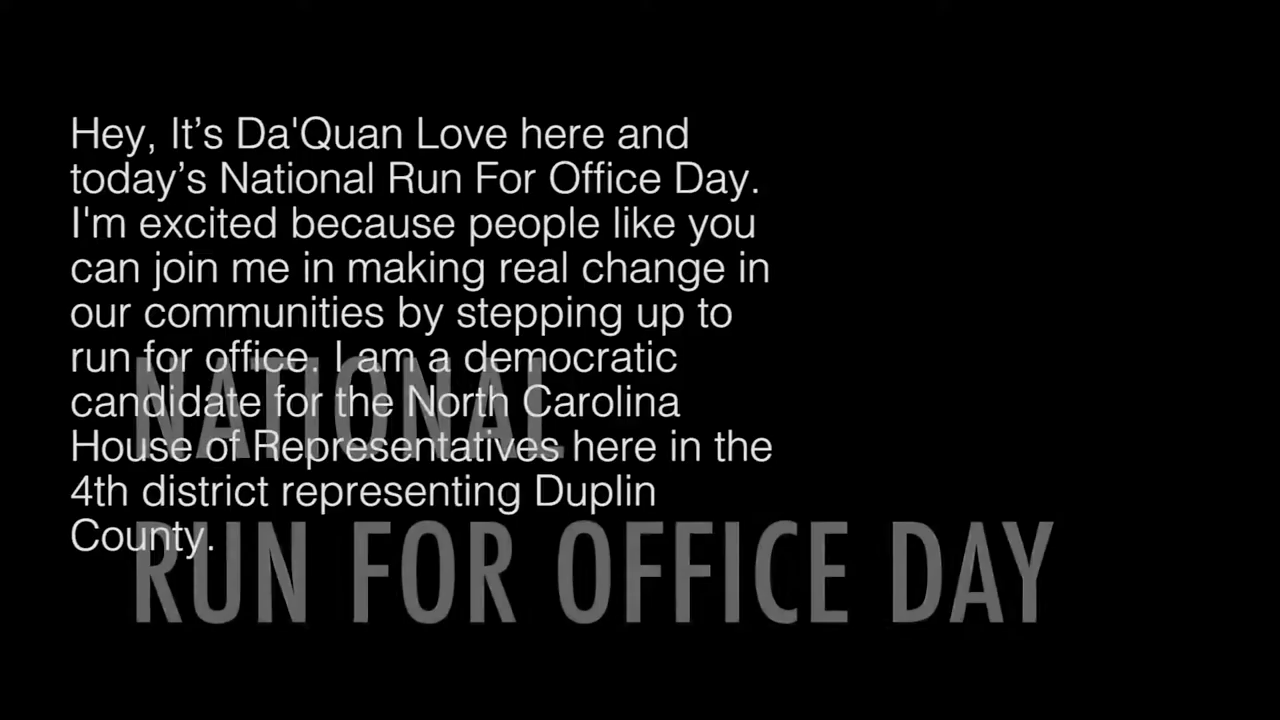 Hey, It’s Da'Quan Love here and
today’s National Run For Office Day.
I'm excited because people like you
can join me in making real change in
our communities by stepping up to
run for office. I am a democratic
candidate for the North Carolina
House of Representatives here in the
4th district representing Duplin
County.
NATIONAL
RUN FOR OFFICE DAY